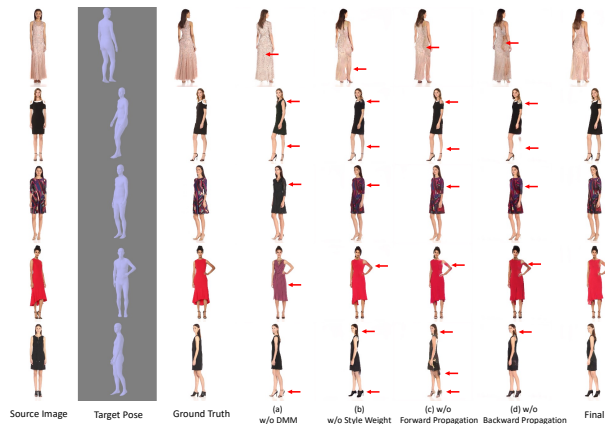 Source Image
Target Pose
Ground Truth
(a)
w/o DMM
(b)
w/o Style Weight
(c) w/o
Forward Propagation
(d) w/o
Backward Propagation
Final